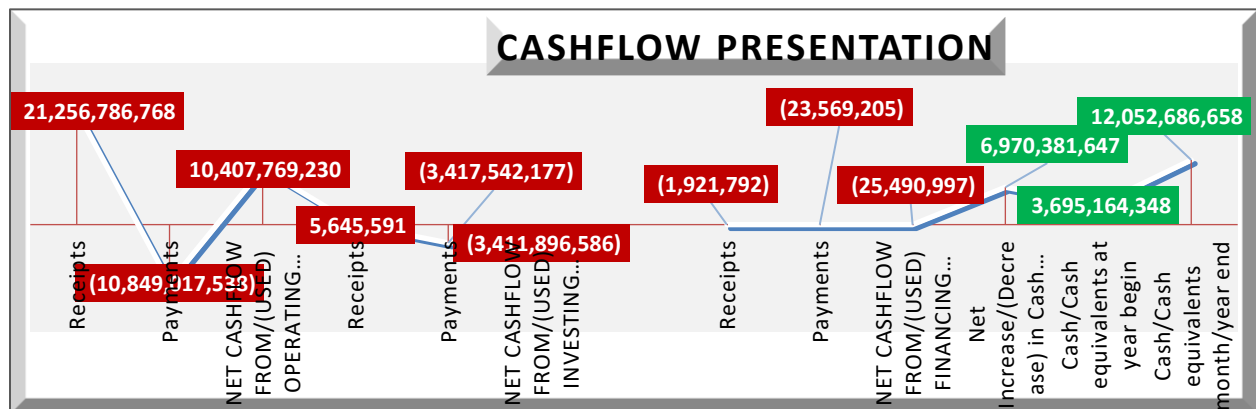 CASHFLOW PRESENTATION
21,256,786,768
(10,849,017,538)
10,407,769,230
5,645,591
(3,417,542,177)
(3,411,896,586)
(1,921,792)
(23,569,205)
(25,490,997)
6,970,381,647
3,695,164,348
12,052,686,658
Receipts
Payments
NET CASHFLOW
FROM/(USED)
OPERATING…
Receipts
Payments
NET CASHFLOW
FROM/(USED)
INVESTING…
Receipts
Payments
NET CASHFLOW
FROM/(USED)
FINANCING…
Net
Increase/(Decre
ase) in Cash…
Cash/Cash
equivalents at
year begin
Cash/Cash
equivalents
month/year end